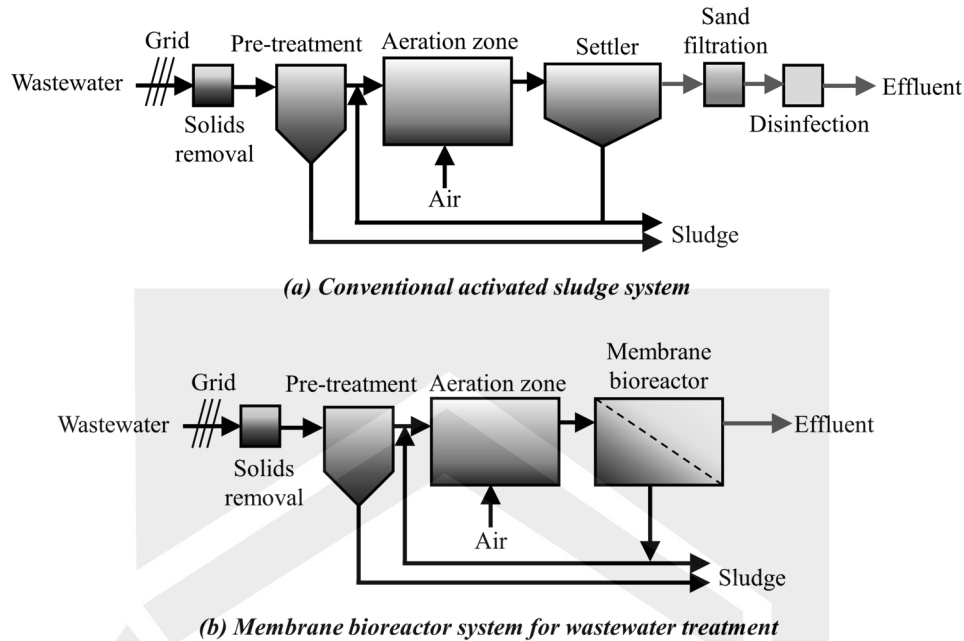 Grid
Pre-treatment
Aeration zone
Settler
Sand
filtration
Wastewater
Effluent
Solids
removal
Disinfection
Air
Sludge
(a) Conventional activated sludge system
Membrane
bioreactor
Grid
Pre-treatment
Aeration zone
Wastewater
Effluent
Solids
removal
Air
Sludge
(b) Membrane bioreactor system for wastewater treatment